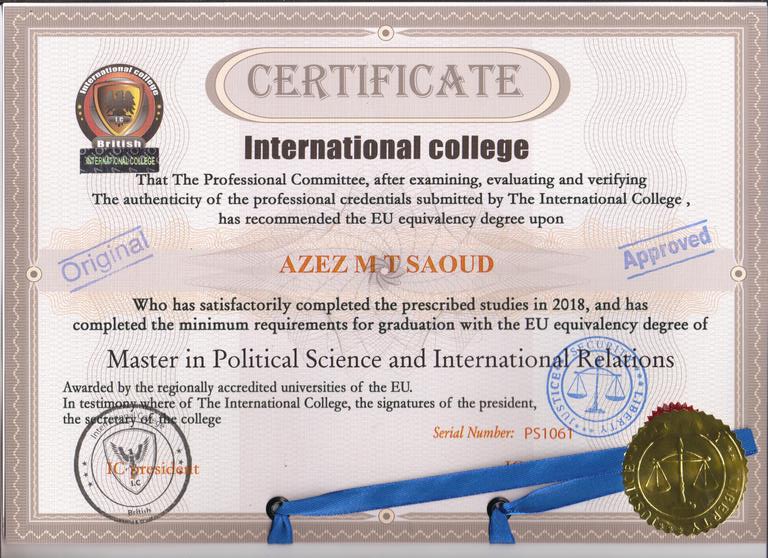 CERTIFICATE
International college
I.C
British
INTERNATIONAL COLLEGE
International college
That The Professional Committee, after examining, evaluating and verifying
The authenticity of the professional credentials submitted by The International College ,
has recommended the EU equivalency degree upon
Original
Approved
AZEZ M T SAOUD
Who has satisfactorily completed the prescribed studies in 2018, and has
completed the minimum requirements for graduation with the EU equivalency degree of
Master in Political Science and International Relations
Awarded by the regionally accredited universities of the EU.
In testimony where of The International College, the signatures of the president,
the secretary of the college
SECURITY
JUSTICE
LIBERTY
Serial Number: PS1061
IC president
I.C
British
LIBERTY